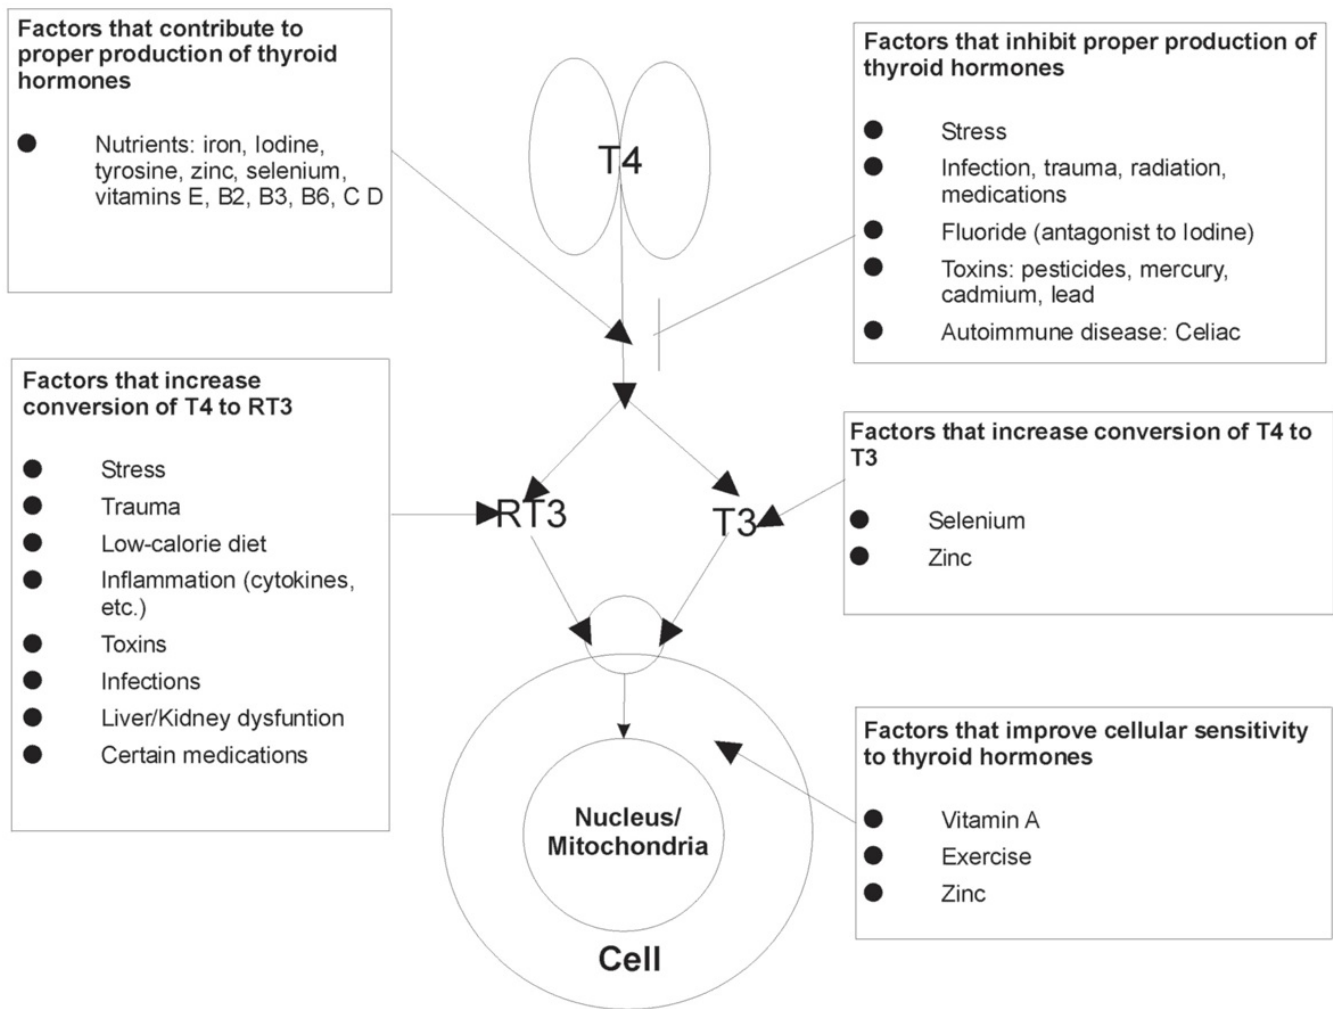 Factors that contribute to
proper production of thyroid
hormones
● Nutrients: iron, Iodine,
tyrosine, zinc, selenium,
vitamins E, B2, B3, B6, C D
T4
Factors that inhibit proper production of
thyroid hormones
● Stress
● Infection, trauma, radiation,
medications
● Fluoride (antagonist to Iodine)
● Toxins: pesticides, mercury,
cadmium, lead
● Autoimmune disease: Celiac
Factors that increase
conversion of T4 to RT3
● Stress
● Trauma
● Low-calorie diet
● Inflammation (cytokines,
etc.)
● Toxins
● Infections
● Liver/Kidney dysfuntion
● Certain medications
RT3
T3
Factors that increase conversion of T4 to
T3
● Selenium
● Zinc
Factors that improve cellular sensitivity
to thyroid hormones
● Vitamin A
● Exercise
● Zinc
Nucleus/
Mitochondria
Cell